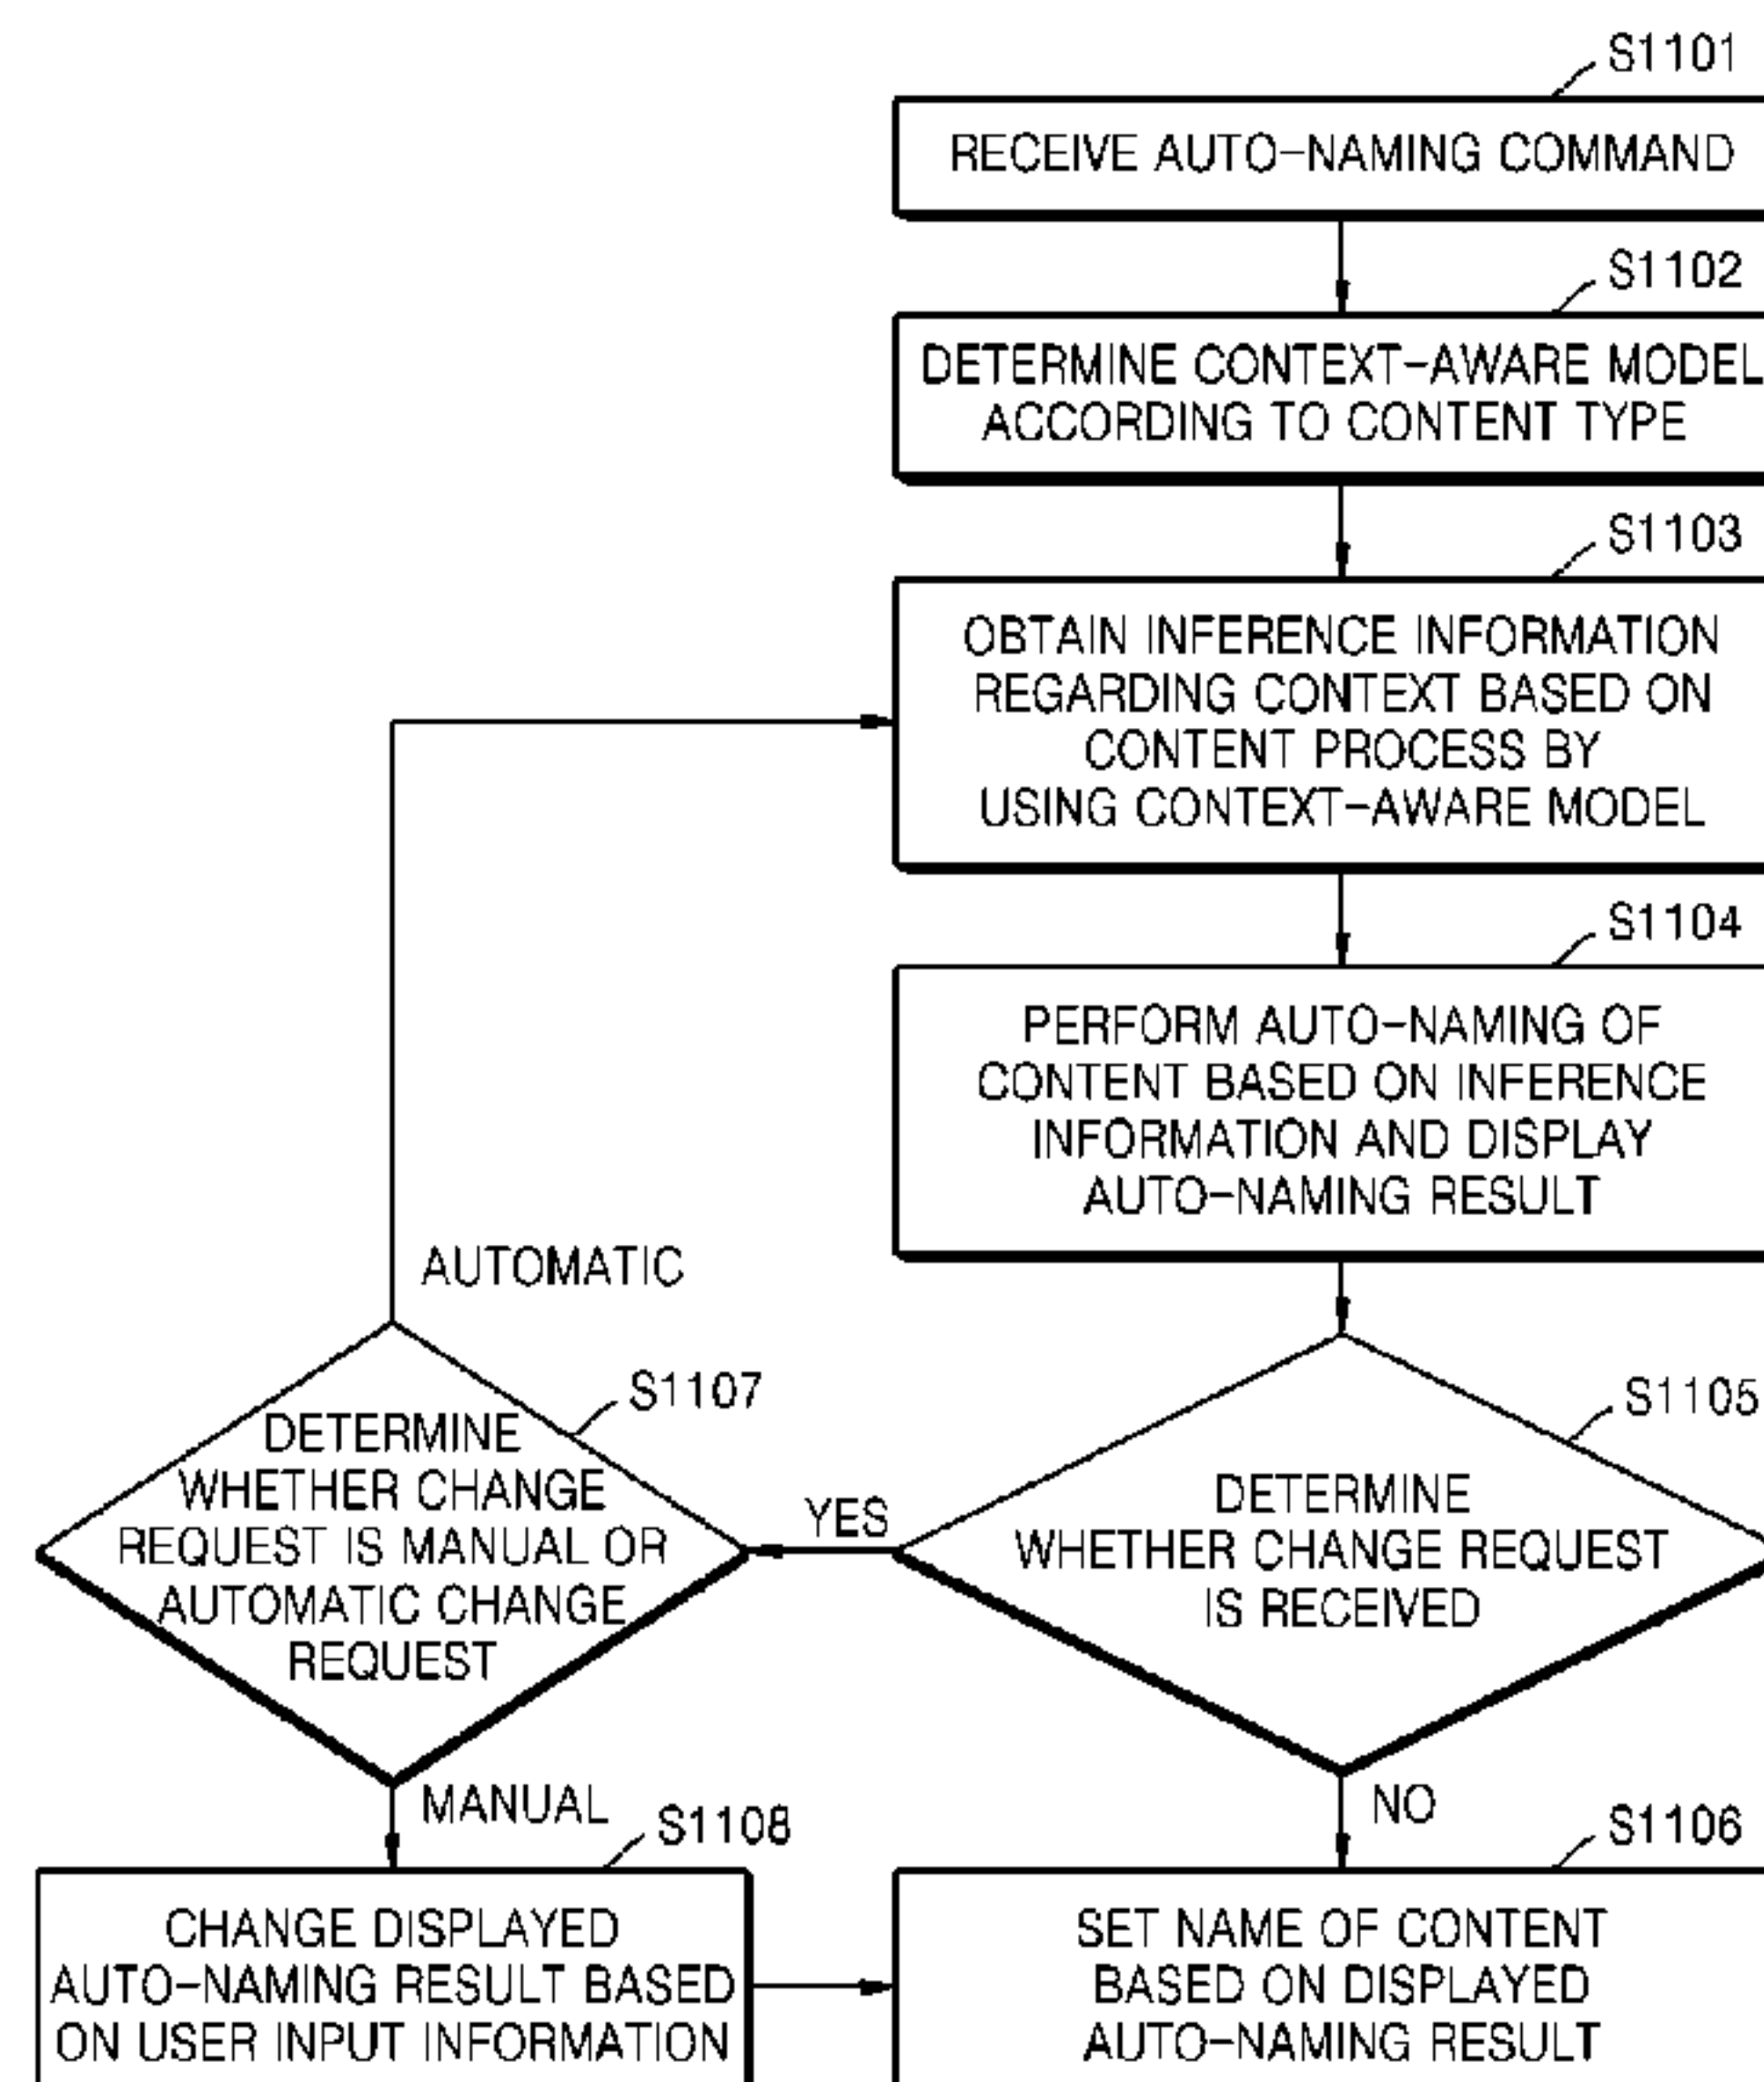 S1101
RECEIVE AUTO-NAMING COMMAND
S1102
DETERMINE CONTEXT-AWARE MODEL
ACCORDING TO CONTENT TYPE
S1103
OBTAIN INFERENCE INFORMATION
REGARDING CONTEXT BASED ON
CONTENT PROCESS BY
USING CONTEXT-AWARE MODEL
S1104
PERFORM AUTO-NAMING OF
CONTENT BASED ON INFERENCE
INFORMATION AND DISPLAY
AUTO-NAMING RESULT
AUTOMATIC
S1107
DETERMINE
WHETHER CHANGE
REQUEST IS MANUAL OR
AUTOMATIC CHANGE
REQUEST
YES
S1105
DETERMINE
WHETHER CHANGE REQUEST
IS RECEIVED
MANUAL
NO
S1108
CHANGE DISPLAYED
AUTO-NAMING RESULT BASED
ON USER INPUT INFORMATION
S1106
SET NAME OF CONTENT
BASED ON DISPLAYED
AUTO-NAMING RESULT